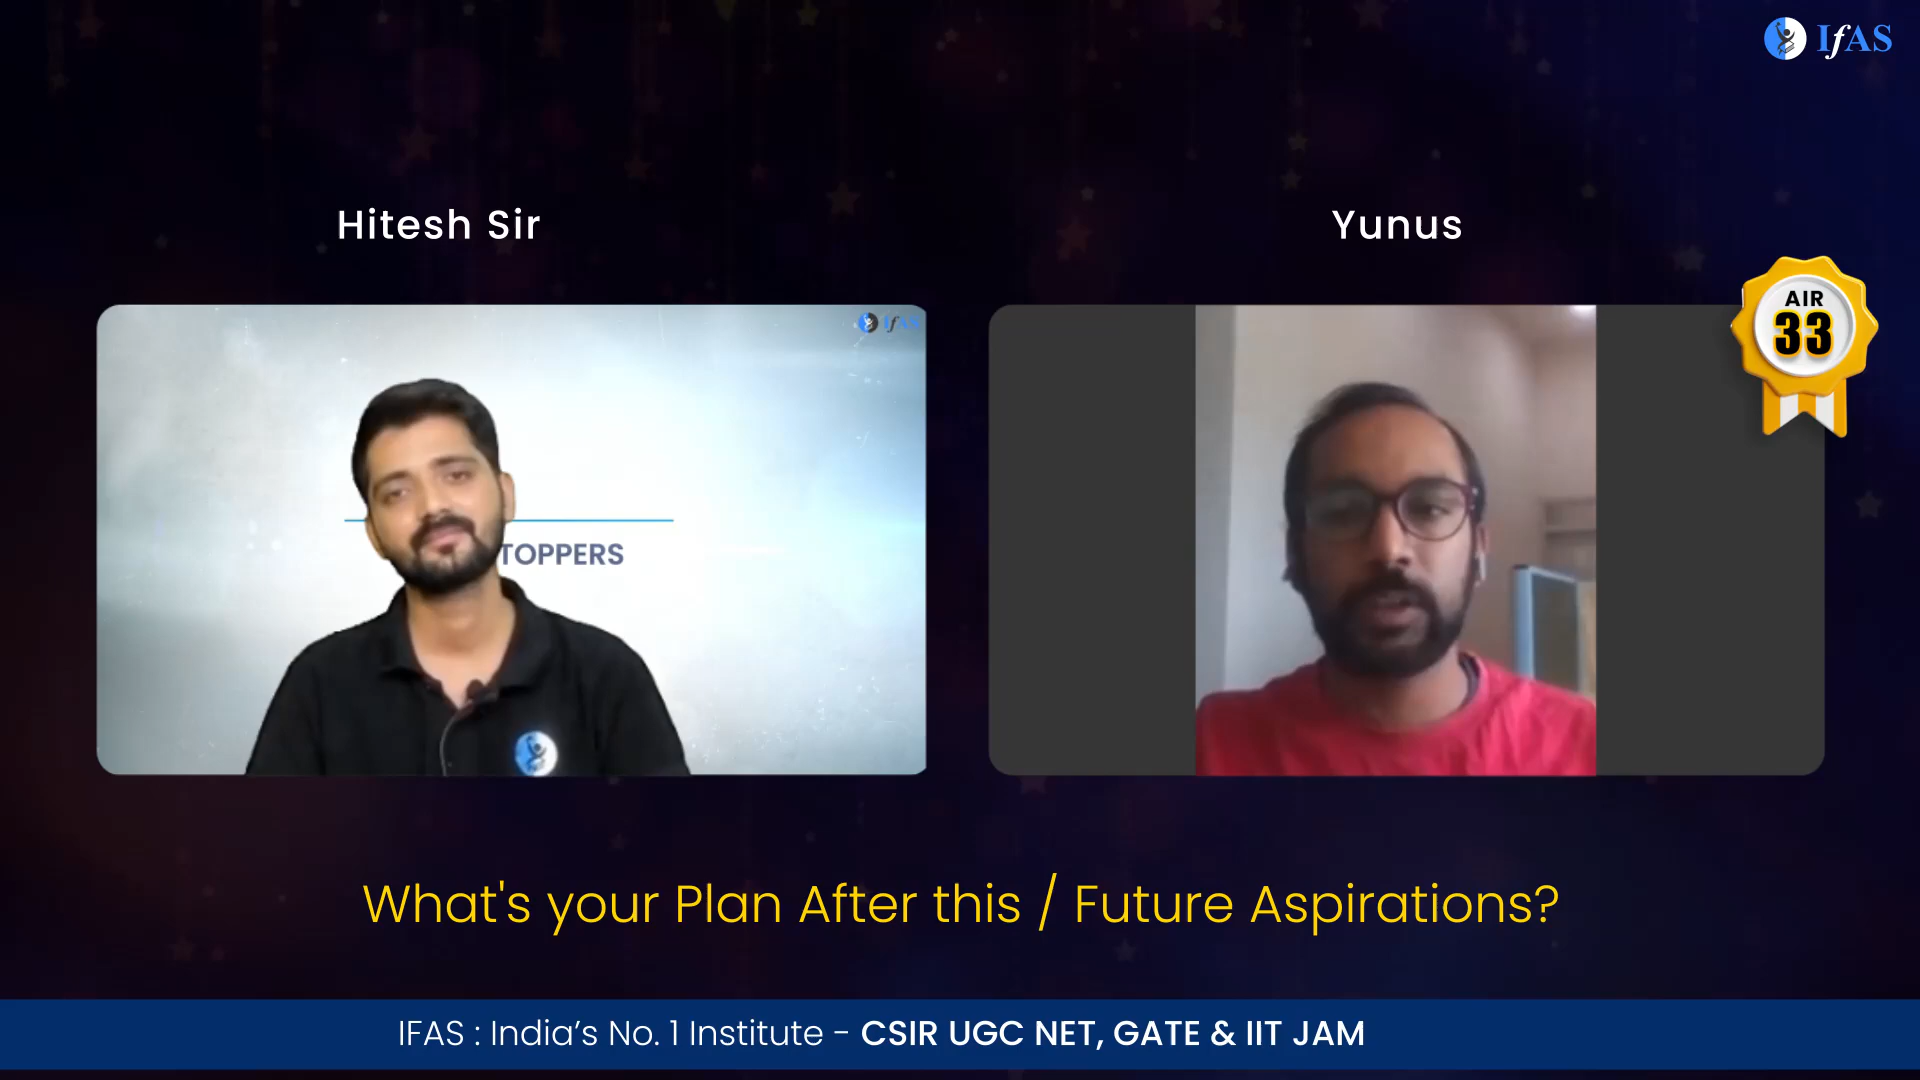 IfAS
Hitesh Sir
Yunus
AIR
33
IfAS
TOPPERS
What's your Plan After this / Future Aspirations?
IFAS : India's No. 1 Institute - CSIR UGC NET, GATE & IIT JAM